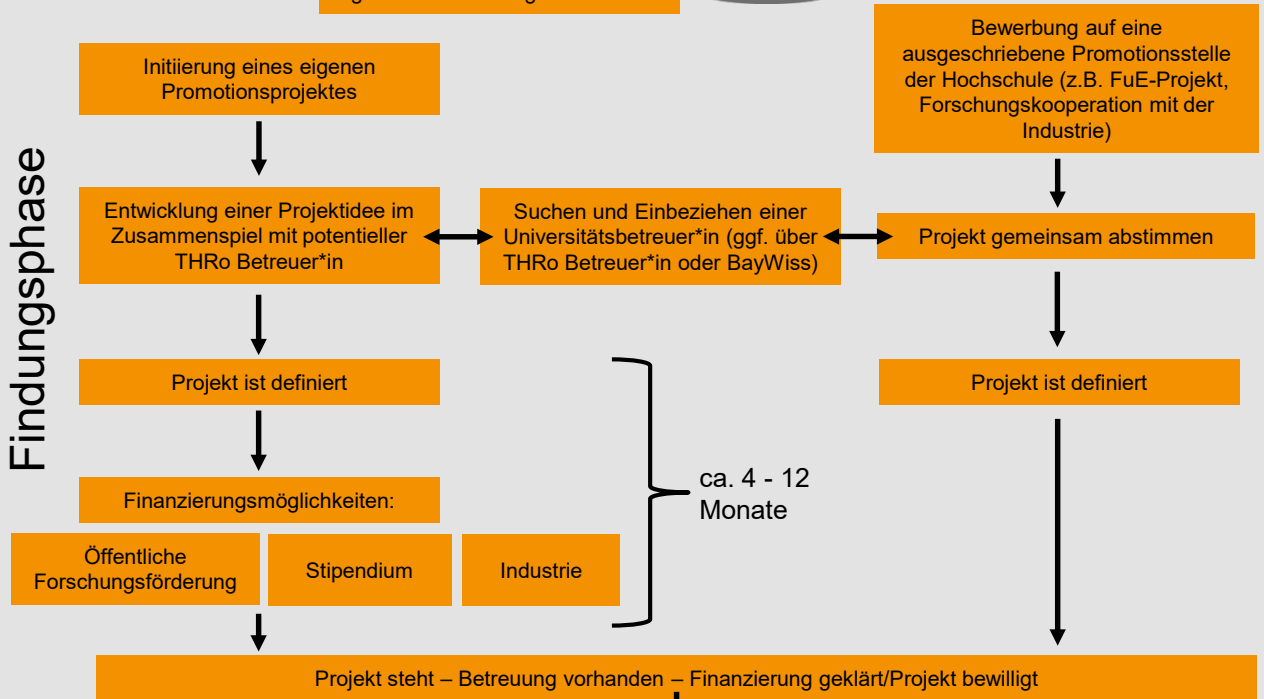 Initiierung eines eigenen
Promotionsprojektes
Bewerbung auf eine
ausgeschriebene Promotionsstelle
der Hochschule (z.B. FuE-Projekt,
Forschungskooperation mit der
Industrie)
Findungsphase
Entwicklung einer Projektidee im
Zusammenspiel mit potentieller
THRo Betreuer*in
Suchen und Einbeziehen einer
Universitätsbetreuer*in (ggf. über
THRo Betreuer*in oder BayWiss)
Projekt gemeinsam abstimmen
Projekt ist definiert
Projekt ist definiert
Finanzierungsmöglichkeiten:
ca. 4 - 12
Monate
Öffentliche
Forschungsförderung
Stipendium
Industrie
Projekt steht – Betreuung vorhanden – Finanzierung geklärt/Projekt bewilligt